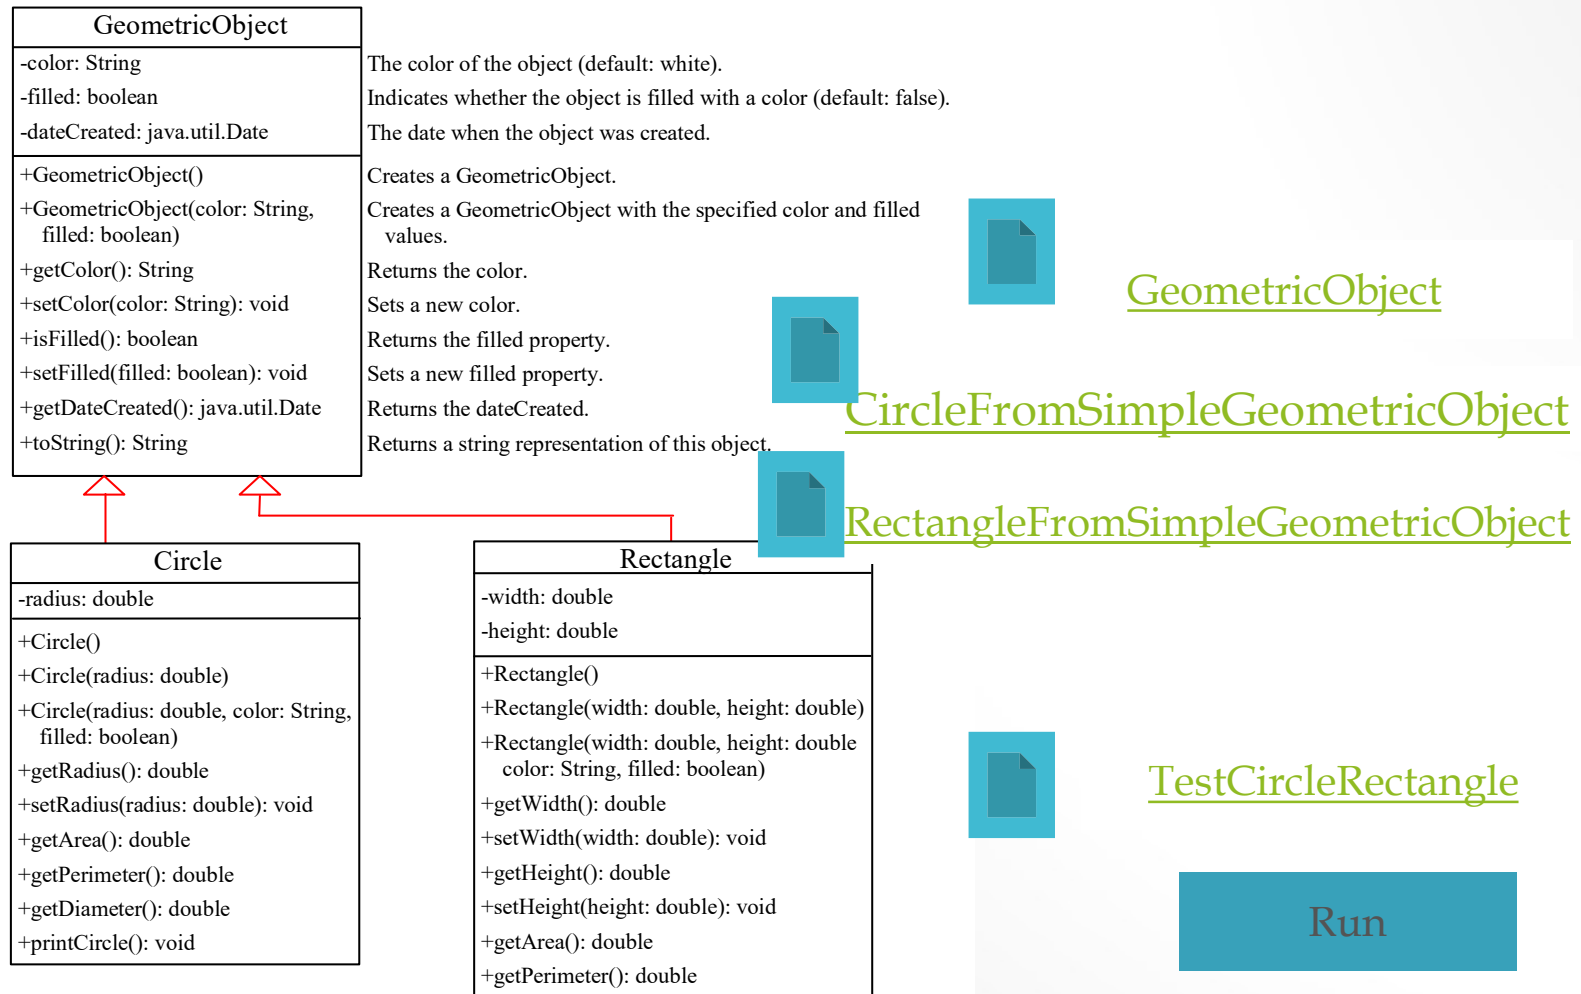 GeometricObject
-color: String
The color of the object (default: white).
-filled: boolean
Indicates whether the object is filled with a color (default: false).
-dateCreated: java.util.Date
The date when the object was created.
+GeometricObject()
Creates a GeometricObject.
+GeometricObject(color: String,
filled: boolean)
Creates a GeometricObject with the specified color and filled
values.
+getColor(): String
Returns the color.
+setColor(color: String): void
Sets a new color.
+isFilled(): boolean
Returns the filled property.
+setFilled(filled: boolean): void
Sets a new filled property.
+getDateCreated(): java.util.Date
Returns the dateCreated.
+toString(): String
Returns a string representation of this object.
GeometricObject
CircleFromSimpleGeometricObject
RectangleFromSimpleGeometricObject
Circle
-radius: double
+Circle()
+Circle(radius: double)
+Circle(radius: double, color: String,
filled: boolean)
+getRadius(): double
+setRadius(radius: double): void
+getArea(): double
+getPerimeter(): double
+getDiameter(): double
+printCircle(): void
Rectangle
-width: double
-height: double
+Rectangle()
+Rectangle(width: double, height: double)
+Rectangle(width: double, height: double
color: String, filled: boolean)
+getWidth(): double
+setWidth(width: double): void
+getHeight(): double
+setHeight(height: double): void
+getArea(): double
+getPerimeter(): double
TestCircleRectangle
Run